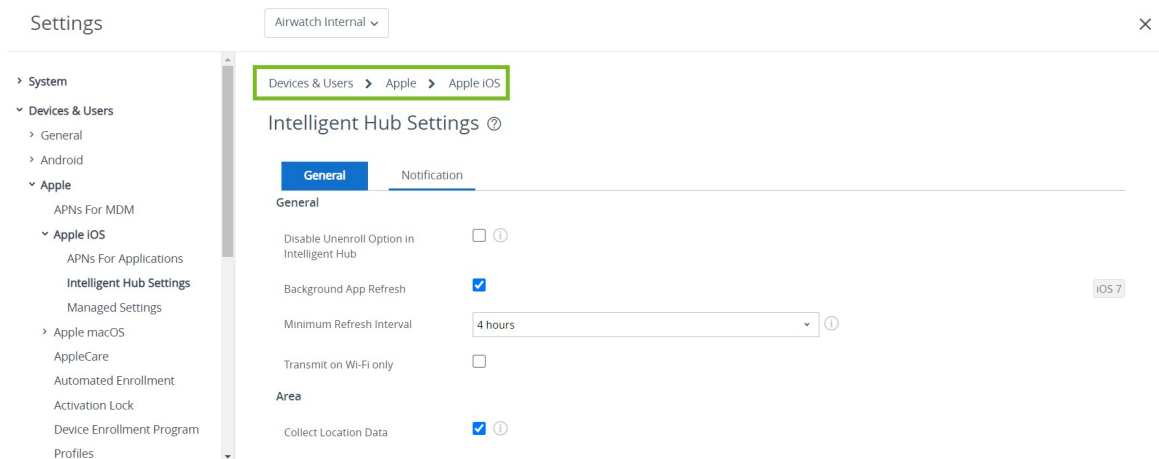 Settings
Airwatch Internal
System
Devices & Users
General
Android
Apple
APNs For MDM
Apple iOS
APNs For Applications
Intelligent Hub Settings
Managed Settings
Apple macOS
AppleCare
Automated Enrollment
Activation Lock
Device Enrollment Program
Profiles
Devices & Users > Apple > Apple iOS
Intelligent Hub Settings
General Notification
General
Disable Unenroll Option in
Intelligent Hub
Background App Refresh iOS 7
Minimum Refresh Interval 4 hours
Transmit on Wi-Fi only
Area
Collect Location Data